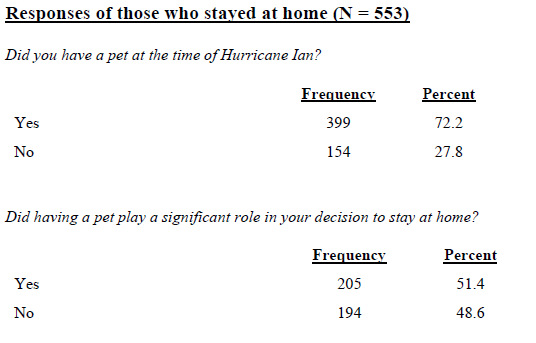 Responses of those who stayed at home (N = 553)
Did you have a pet at the time of Hurricane Ian?
Frequency Percent
Yes 399 72.2
No 154 27.8
Did having a pet play a significant role in your decision to stay at home?
Frequency Percent
Yes 205 51.4
No 194 48.6